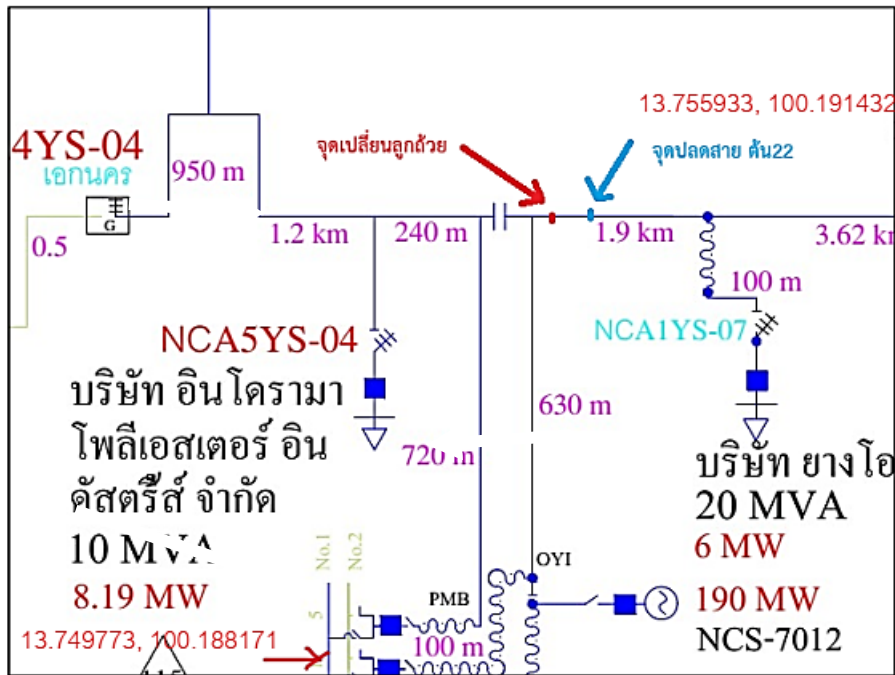 13.755933, 100.191432
จุดเปลี่ยนลูกถ้วย
จุดปลดสาย ต้น22
4YS-04
เอกนคร
950 m
G
0.5
1.2 km
240 m
1.9 km
3.62
100 m
NCA5YS-04
NCA1YS-07
บริษัท อินโดรามา
โพลีเอสเตอร์ อิน
ดัสตรีส์ จำกัด
10 MVA
8.19 MW
630 m
720 m
บริษัท ยางโอ
20 MVA
6 MW
190 MW
NCS-7012
No.1
No.2
5
PMB
OYI
100 m
13.749773, 100.188171